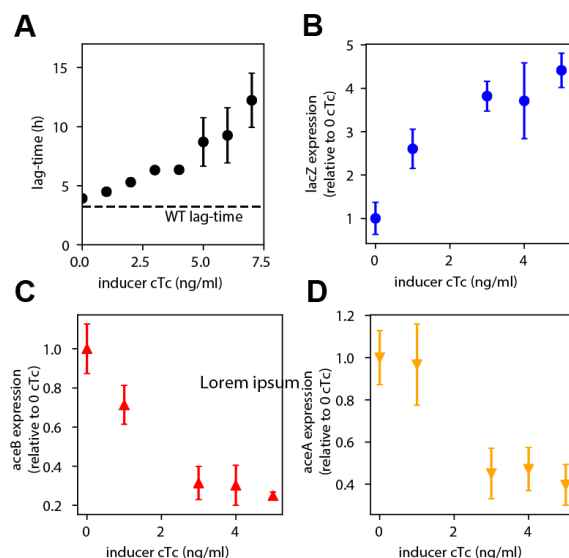 A
lag-time (h)
15
10
5
0
WT lag-time
0.0
2.5
5.0
7.5
inducer cTc (ng/ml)
B
lacZ expression
(relative to 0 cTc)
5
4
3
2
1
0
2
4
inducer cTc (ng/ml)
C
aceB expression
(relative to 0 cTc)
1.0
0.8
0.6
0.4
0.2
Lorem ipsum
0
2
4
inducer cTc (ng/ml)
D
aceA expression
(relative to 0 cTc)
1.2
1.0
0.8
0.6
0.4
0
2
4
inducer cTc (ng/ml)